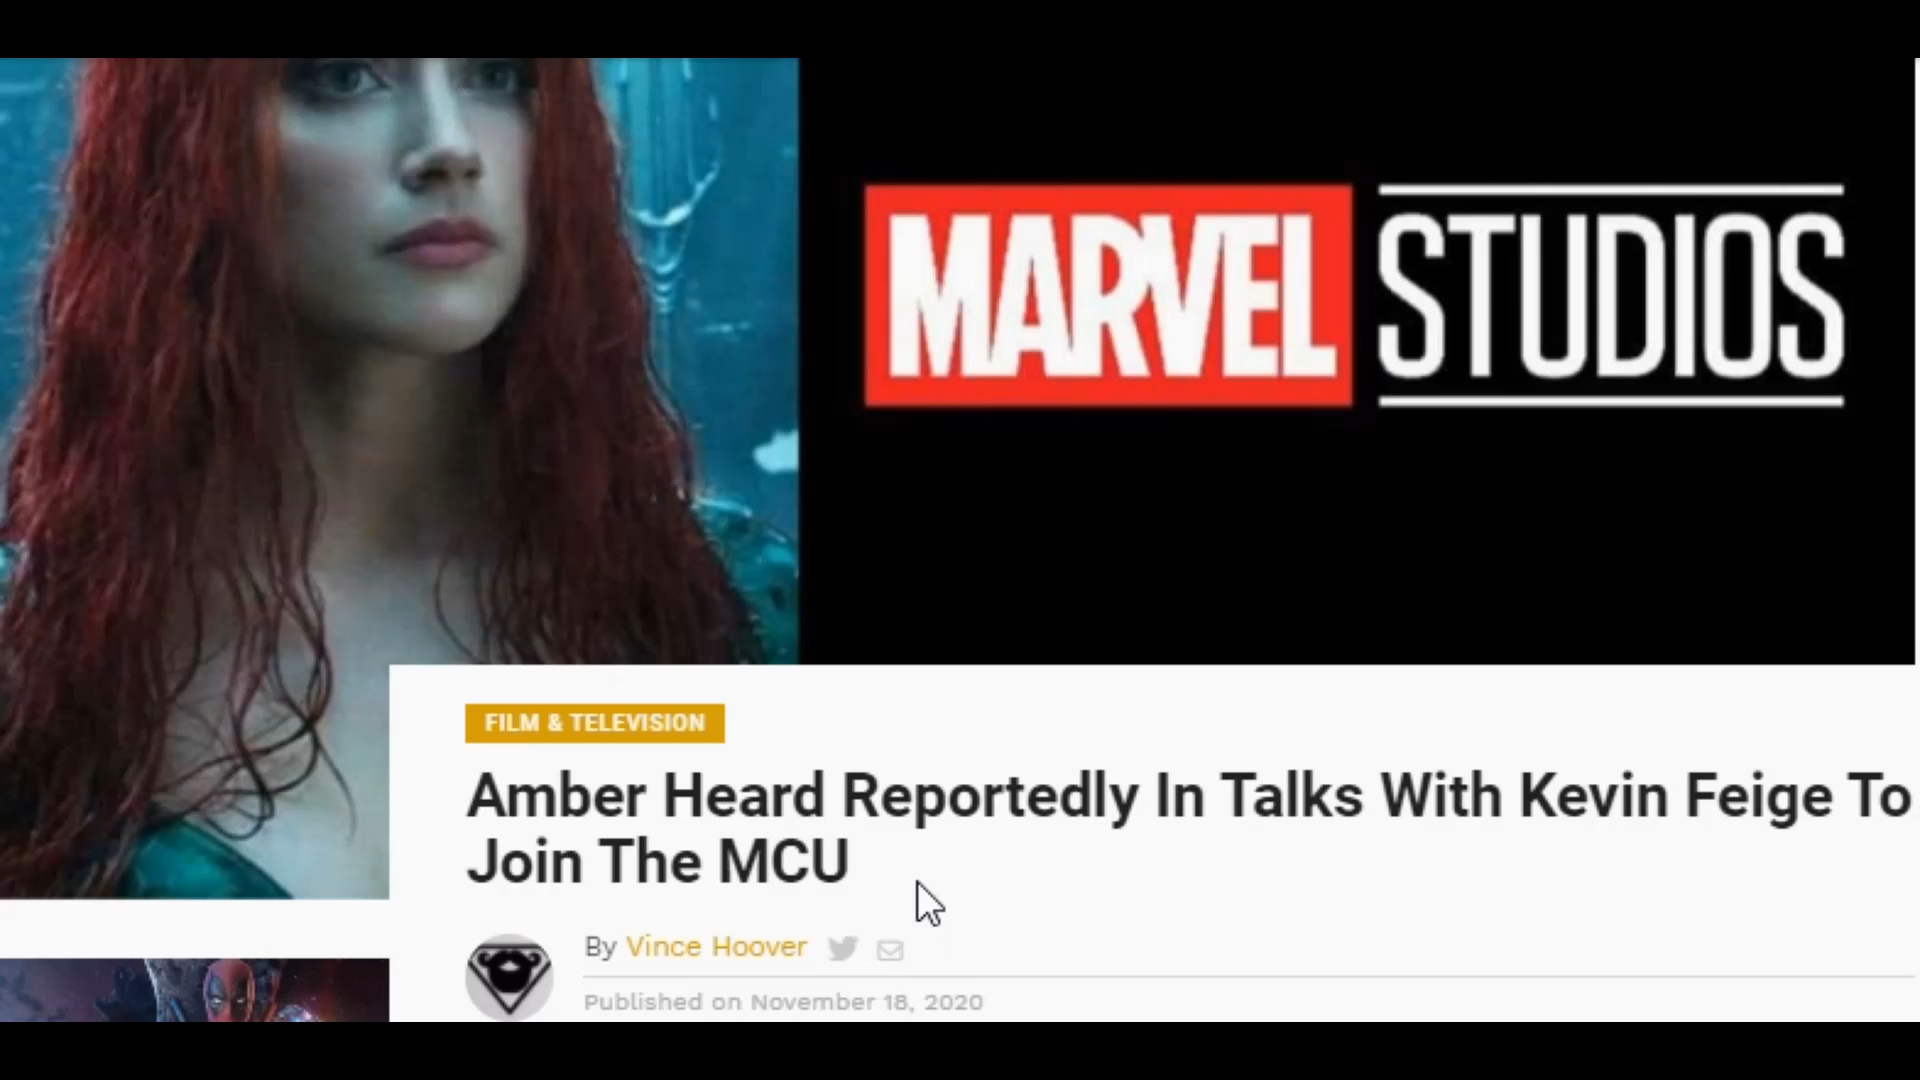 MARVEL STUDIOS
FILM & TELEVISION
Amber Heard Reportedly In Talks With Kevin Feige To
Join The MCU
By Vince Hoover
Published on November 18, 2020